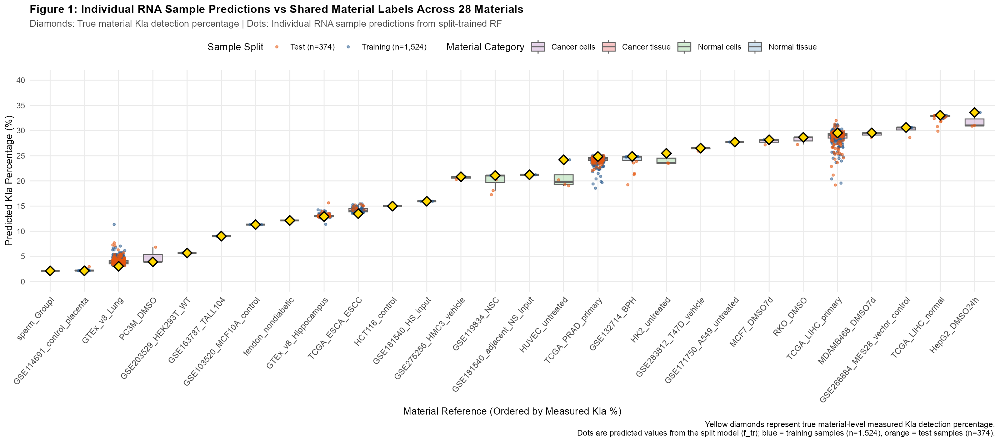 Figure 1: Individual RNA Sample Predictions vs Shared Material Labels Across 28 Materials
Diamonds: True material Kla detection percentage | Dots: Individual RNA sample predictions from split-trained RF
Sample Split
Test (n=374)
Training (n=1,524)
Material Category
Cancer cells
Cancer tissue
Normal cells
Normal tissue
Predicted Kla Percentage (%)
40
35
30
25
20
15
10
5
0
sperm_GroupI
GSE114691_control_placenta
GTEx_v8_Lung
PC3M_DMSO
GSE203529_HEK293T_WT
GSE163787_TALL104
GSE103520_MCF10A_control
tendon_nondiabetic
GTEx_v8_Hippocampus
TCGA_ESCA_ESCC
HCT116_control
GSE181540_HS_input
GSE275256_HMC3_vehicle
GSE119834_NSC
GSE181540_adjacent_NS_input
HUVEC_untreated
TCGA_PRAD_primary
GSE132714_BPH
HK2_untreated
GSE283812_T47D_vehicle
GSE171750_A549_untreated
MCF7_DMSO7d
RKO_DMSO
TCGA_LIHC_primary
MDAMB468_DMSO7d
GSE266884_MES28_vector_control
TCGA_LIHC_normal
HepG2_DMSO24h
Material Reference (Ordered by Measured Kla %)
Yellow diamonds represent true material-level measured Kla detection percentage.
Dots are predicted values from the split model (f_tr); blue = training samples (n=1,524), orange = test samples (n=374).